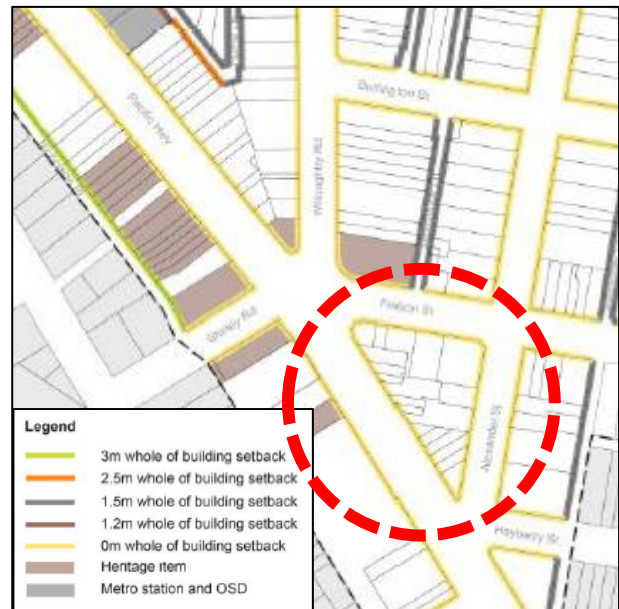 Burlington St
Pacific Hwy
Willoughby Rd
Falcon St
Shirley Rd
Alexander St
Hayberry St
Legend
3m whole of building setback
2.5m whole of building setback
1.5m whole of building setback
1.2m whole of building setback
0m whole of building setback
Heritage item
Metro station and OSD